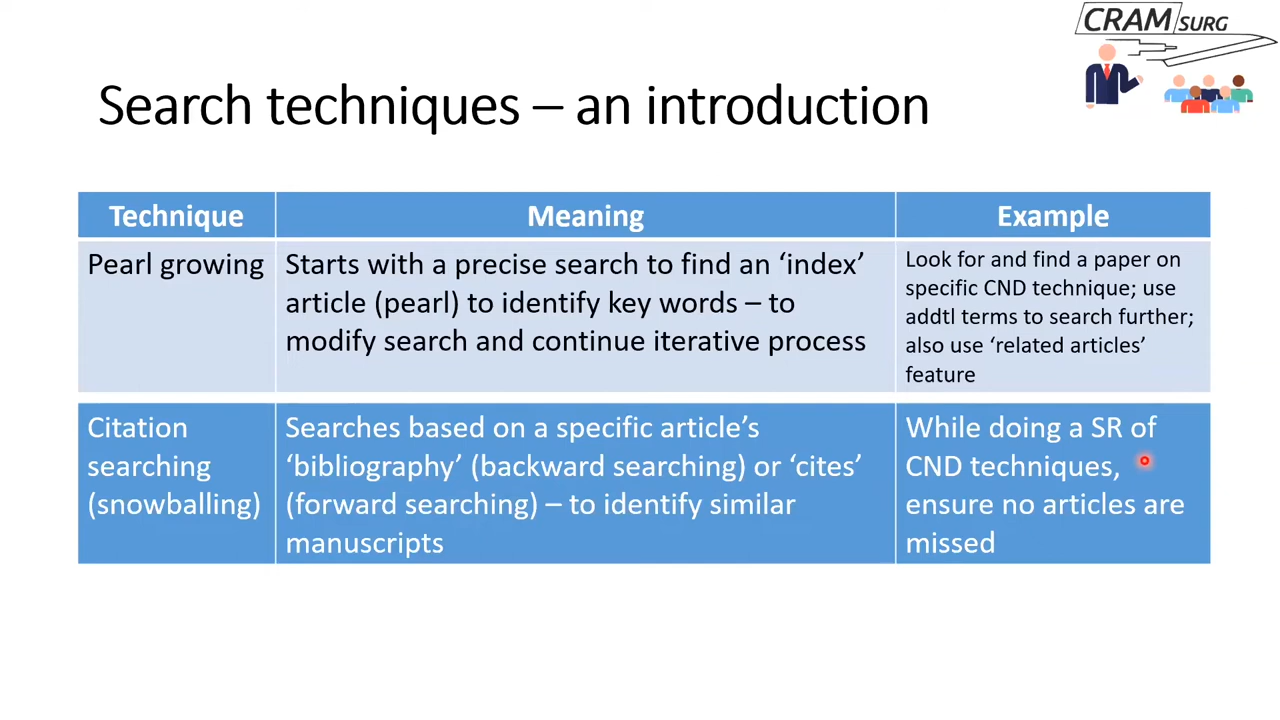 CRAMSURG
Search techniques – an introduction
Technique
Meaning
Example
Pearl growing
Starts with a precise search to find an ‘index’
article (pearl) to identify key words – to
modify search and continue iterative process
Look for and find a paper on
specific CND technique; use
addtl terms to search further;
also use ‘related articles’
feature
Citation
searching
(snowballing)
Searches based on a specific article’s
‘bibliography’ (backward searching) or ‘cites’
(forward searching) – to identify similar
manuscripts
While doing a SR of
CND techniques,
ensure no articles are
missed